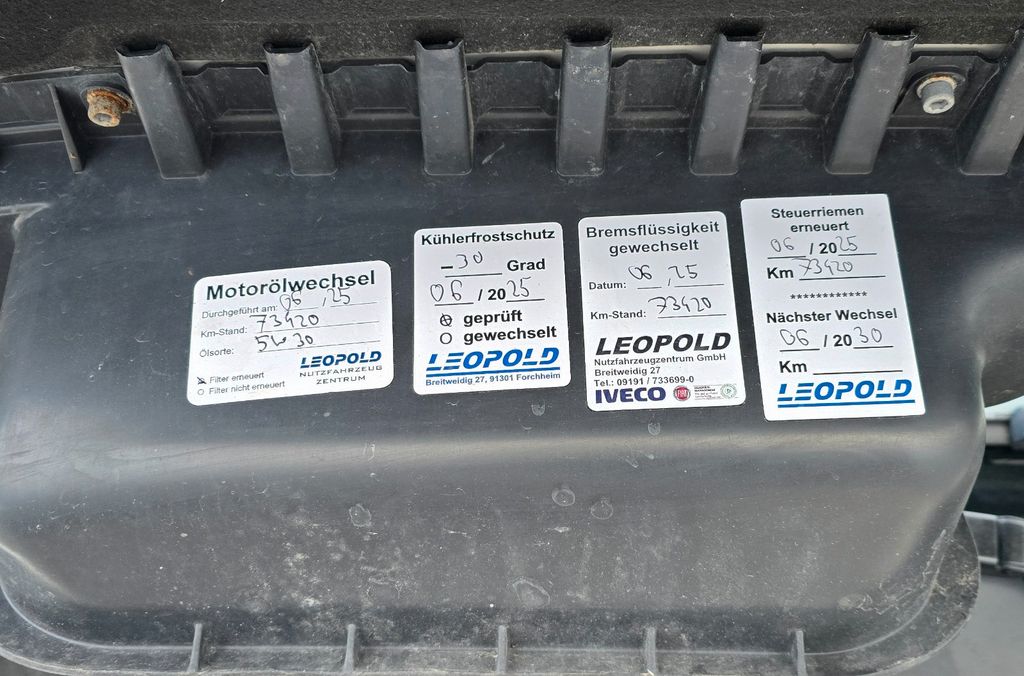 Motorölwechsel
Durchgeführt am: 06 / 25
Km-Stand: 73420
Ölsorte: 5W30
LEOPOLD
NUTZFAHRZEUG
ZENTRUM
Filter erneuert
Filter nicht erneuert
Kühlerfrostschutz
-30 Grad
06 / 2025
geprüft
gewechselt
LEOPOLD
Breitweidig 27, 91301 Forchheim
Bremsflüssigkeit
gewechselt
Datum: 06 / 25
Km-Stand: 73420
LEOPOLD
Nutzfahrzeugzentrum GmbH
Breitweidig 27
Tel.: 09191 / 733699-0
IVECO FIAT
Steuerriemen
erneuert
06 / 2025
Km 73420
************
Nächster Wechsel
06 / 2030
Km
LEOPOLD